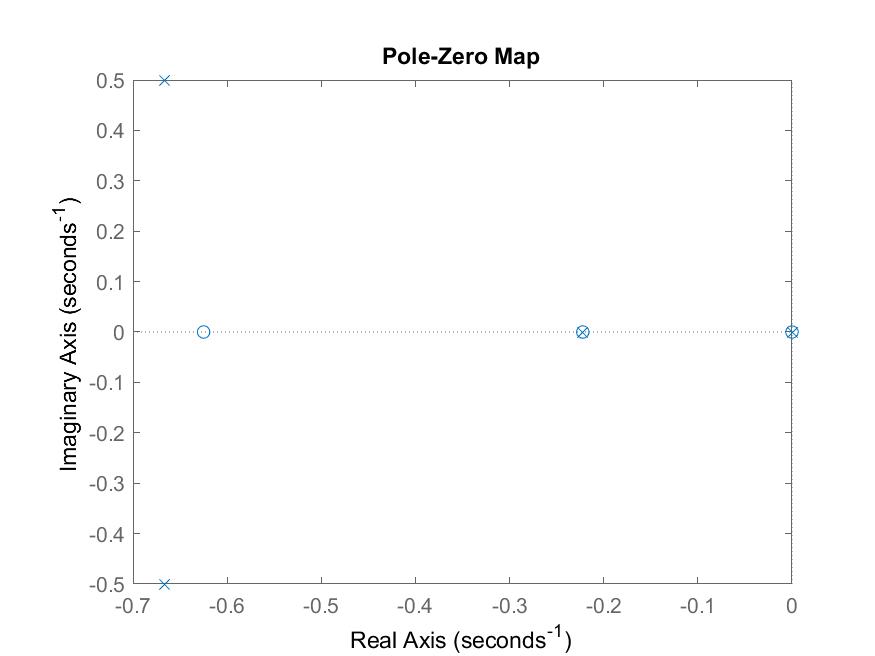 Pole-Zero Map
0.5
0.4
0.3
0.2
0.1
0
-0.1
-0.2
-0.3
-0.4
-0.5
Imaginary Axis (seconds⁻¹)
-0.7 -0.6 -0.5 -0.4 -0.3 -0.2 -0.1 0
Real Axis (seconds⁻¹)